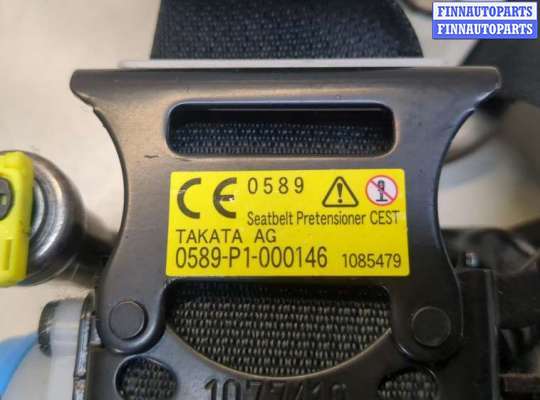 FINNAUTOPARTS
FINNAUTOPARTS
CE 0589
Seatbelt Pretensioner CEST
TAKATA AG
0589-P1-000146 1085479